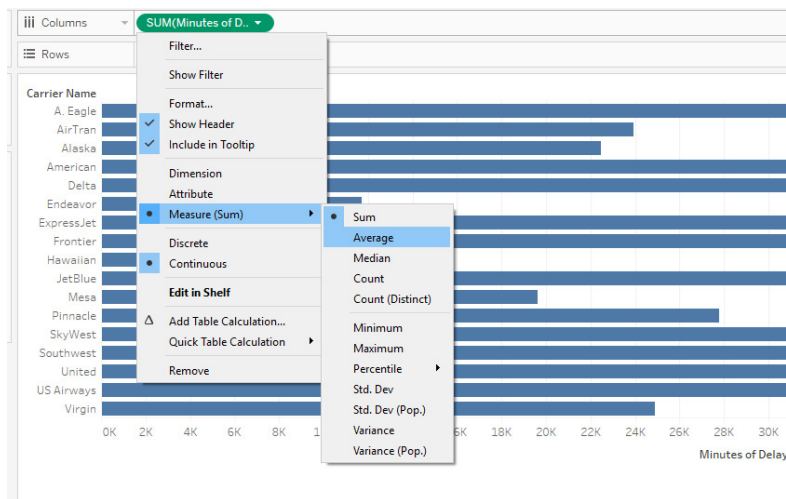 Columns
SUM(Minutes of D..
Rows
Filter...
Show Filter
Format...
Show Header
Include in Tooltip
Dimension
Attribute
Measure (Sum)
Discrete
Continuous
Edit in Shelf
Add Table Calculation...
Quick Table Calculation
Remove
Sum
Average
Median
Count
Count (Distinct)
Minimum
Maximum
Percentile
Std. Dev
Std. Dev (Pop.)
Variance
Variance (Pop.)
Carrier Name
A. Eagle
AirTran
Alaska
American
Delta
Endeavor
ExpressJet
Frontier
Hawaiian
JetBlue
Mesa
Pinnacle
SkyWest
Southwest
United
US Airways
Virgin
0K 2K 4K 6K 8K 18K 20K 22K 24K 26K 28K 30K
Minutes of Delay